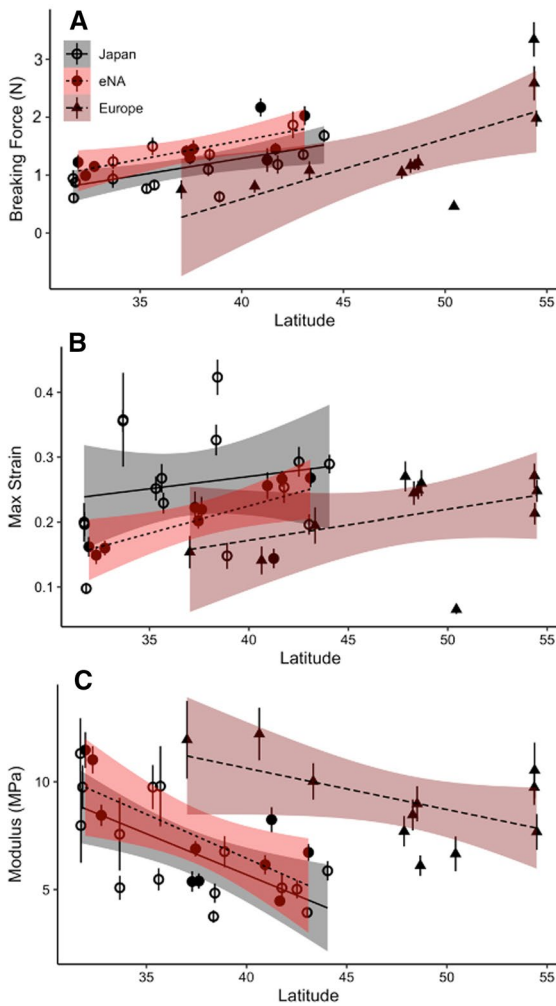 A
Breaking Force (N)
3
2
1
0
Japan
eNA
Europe
35 40 45 50 55
Latitude
B
Max Strain
0.4
0.3
0.2
0.1
35 40 45 50 55
Latitude
C
Modulus (MPa)
10
5
35 40 45 50 55
Latitude